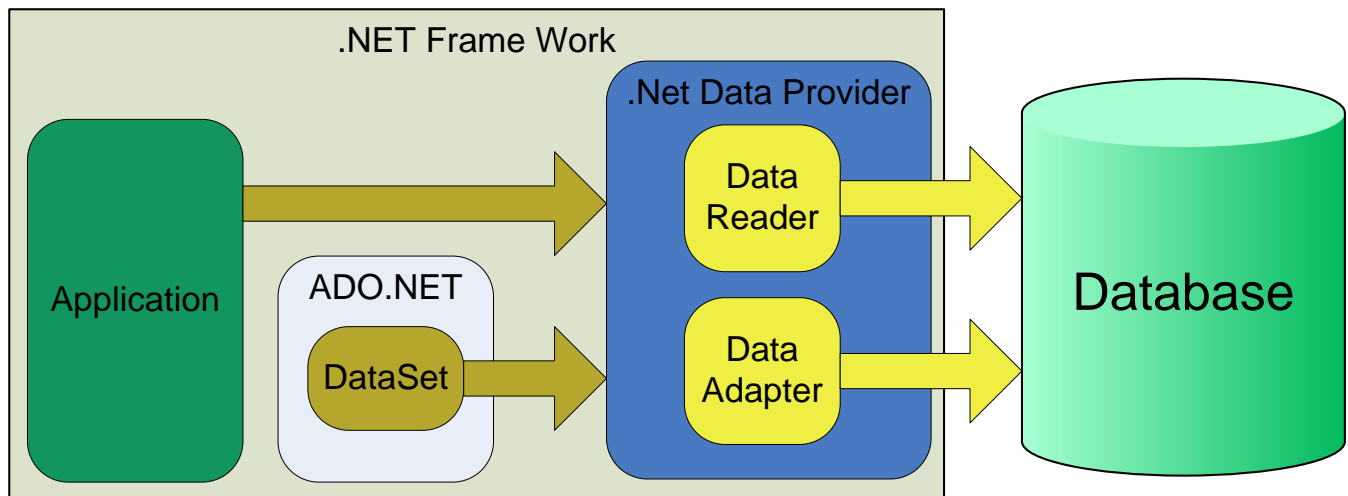 .NET Frame Work
.Net Data Provider
Data
Reader
Application
ADO.NET
DataSet
Data
Adapter
Database